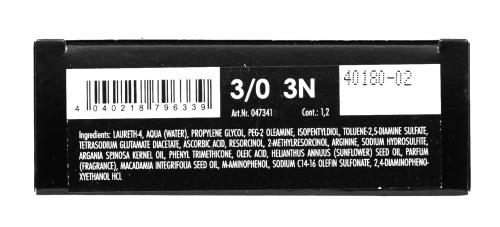 3/0 3N
40180-02
4 040218 796339
Art.Nr. 047341 Cont.: 1,2
Ingredients: LAURETH-4, AQUA (WATER), PROPYLENE GLYCOL, PEG-2 OLEAMINE, ISOPENTYLDIOL, TOLUENE-2,5-DIAMINE SULFATE,
TETRASODIUM GLUTAMATE DIACETATE, ASCORBIC ACID, RESORCINOL, 2-METHYLRESORCINOL, ARGININE, SODIUM HYDROSULFITE,
ARGANIA SPINOSA KERNEL OIL, PHENYL TRIMETHICONE, OLEIC ACID, HELIANTHUS ANNUUS (SUNFLOWER) SEED OIL, PARFUM
(FRAGRANCE), MACADAMIA INTEGRIFOLIA SEED OIL, M-AMINOPHENOL, SODIUM C14-16 OLEFIN SULFONATE, 2,4-DIAMINOPHENO-
XYETHANOL HCL